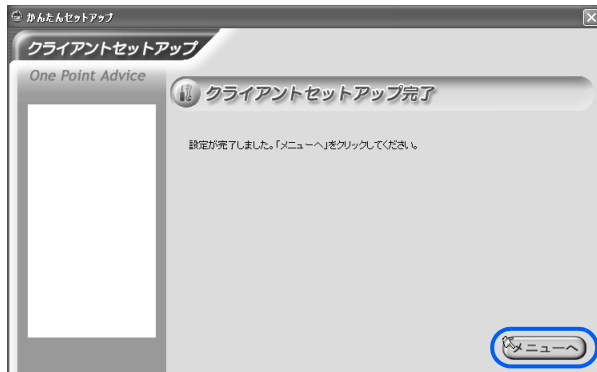 かんたんセットアップ
クライアントセットアップ
One Point Advice
クライアントセットアップ完了
設定が完了しました。「メニューへ」をクリックしてください。
メニューへ